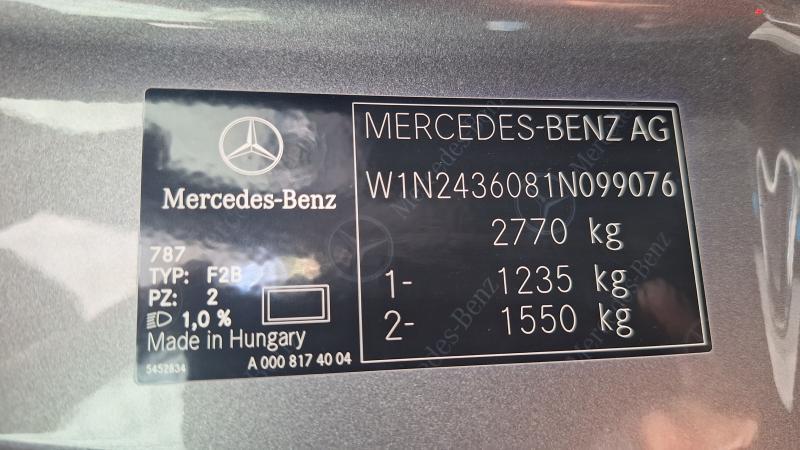 Mercedes-Benz
787
TYP: F2B
PZ: 2
1,0 %
Made in Hungary
5452834
A 000 817 40 04
MERCEDES-BENZ AG
W1N2436081N099076
2770 kg
1- 1235 kg
2- 1550 kg